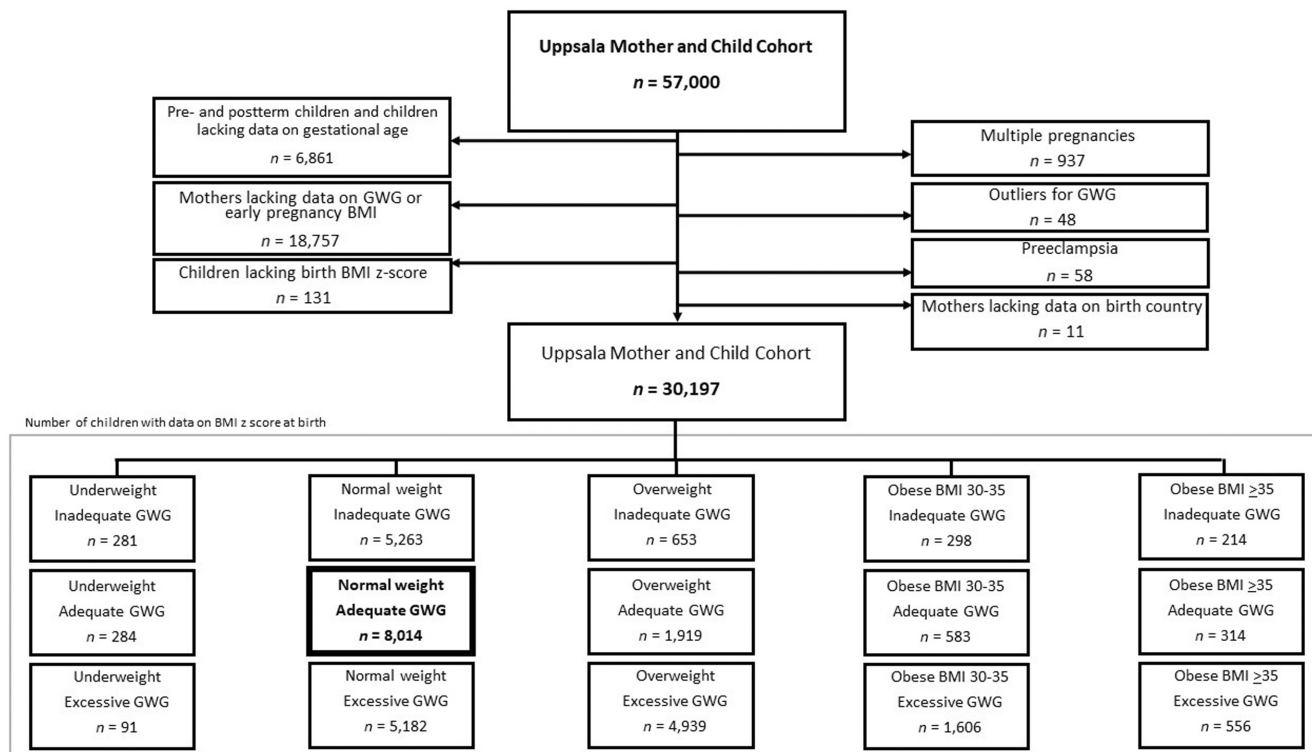 Uppsala Mother and Child Cohort
n = 57,000
Pre- and postterm children and children
lacking data on gestational age
n = 6,861
Multiple pregnancies
n = 937
Mothers lacking data on GWG or
early pregnancy BMI
n = 18,757
Outliers for GWG
n = 48
Children lacking birth BMI z-score
n = 131
Preeclampsia
n = 58
Mothers lacking data on birth country
n = 11
Uppsala Mother and Child Cohort
n = 30,197
Number of children with data on BMI z score at birth
Underweight
Inadequate GWG
n = 281
Normal weight
Inadequate GWG
n = 5,263
Overweight
Inadequate GWG
n = 653
Obese BMI 30-35
Inadequate GWG
n = 298
Obese BMI ≥35
Inadequate GWG
n = 214
Underweight
Adequate GWG
n = 284
Normal weight
Adequate GWG
n = 8,014
Overweight
Adequate GWG
n = 1,919
Obese BMI 30-35
Adequate GWG
n = 583
Obese BMI ≥35
Adequate GWG
n = 314
Underweight
Excessive GWG
n = 91
Normal weight
Excessive GWG
n = 5,182
Overweight
Excessive GWG
n = 4,939
Obese BMI 30-35
Excessive GWG
n = 1,606
Obese BMI ≥35
Excessive GWG
n = 556